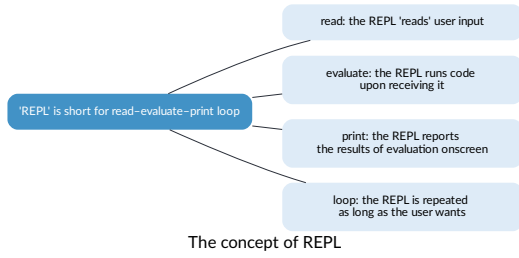 'REPL' is short for read–evaluate–print loop
read: the REPL 'reads' user input
evaluate: the REPL runs code
upon receiving it
print: the REPL reports
the results of evaluation onscreen
loop: the REPL is repeated
as long as the user wants
The concept of REPL